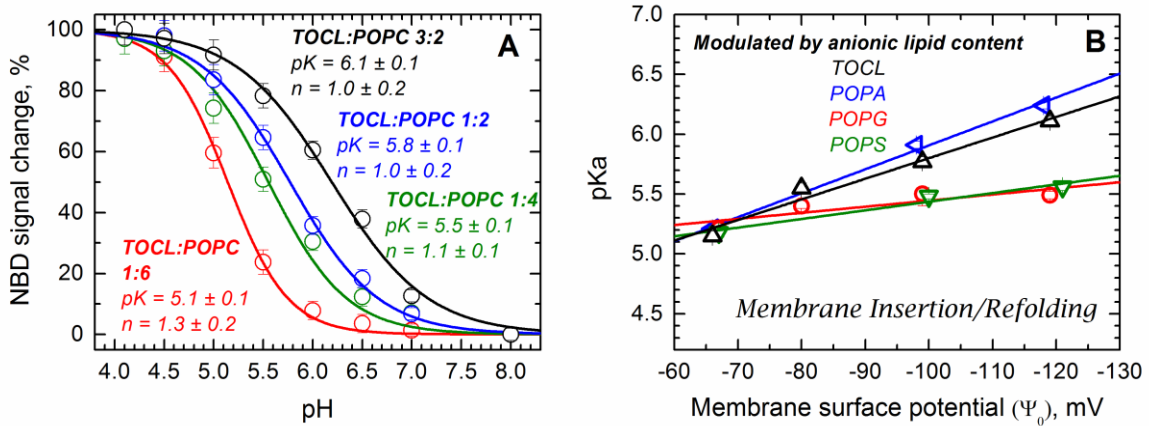 A
TOCL:POPC 3:2
pK = 6.1 ± 0.1
n = 1.0 ± 0.2
TOCL:POPC 1:2
pK = 5.8 ± 0.1
n = 1.0 ± 0.2
TOCL:POPC 1:4
pK = 5.5 ± 0.1
n = 1.1 ± 0.1
TOCL:POPC
1:6
pK = 5.1 ± 0.1
n = 1.3 ± 0.2
NBD signal change, %
100
80
60
40
20
0
4.0 4.5 5.0 5.5 6.0 6.5 7.0 7.5 8.0
pH
B
Modulated by anionic lipid content
TOCL
POPA
POPG
POPS
Membrane Insertion/Refolding
pKa
7.0
6.5
6.0
5.5
5.0
4.5
-60 -70 -80 -90 -100 -110 -120 -130
Membrane surface potential (Ψ₀), mV